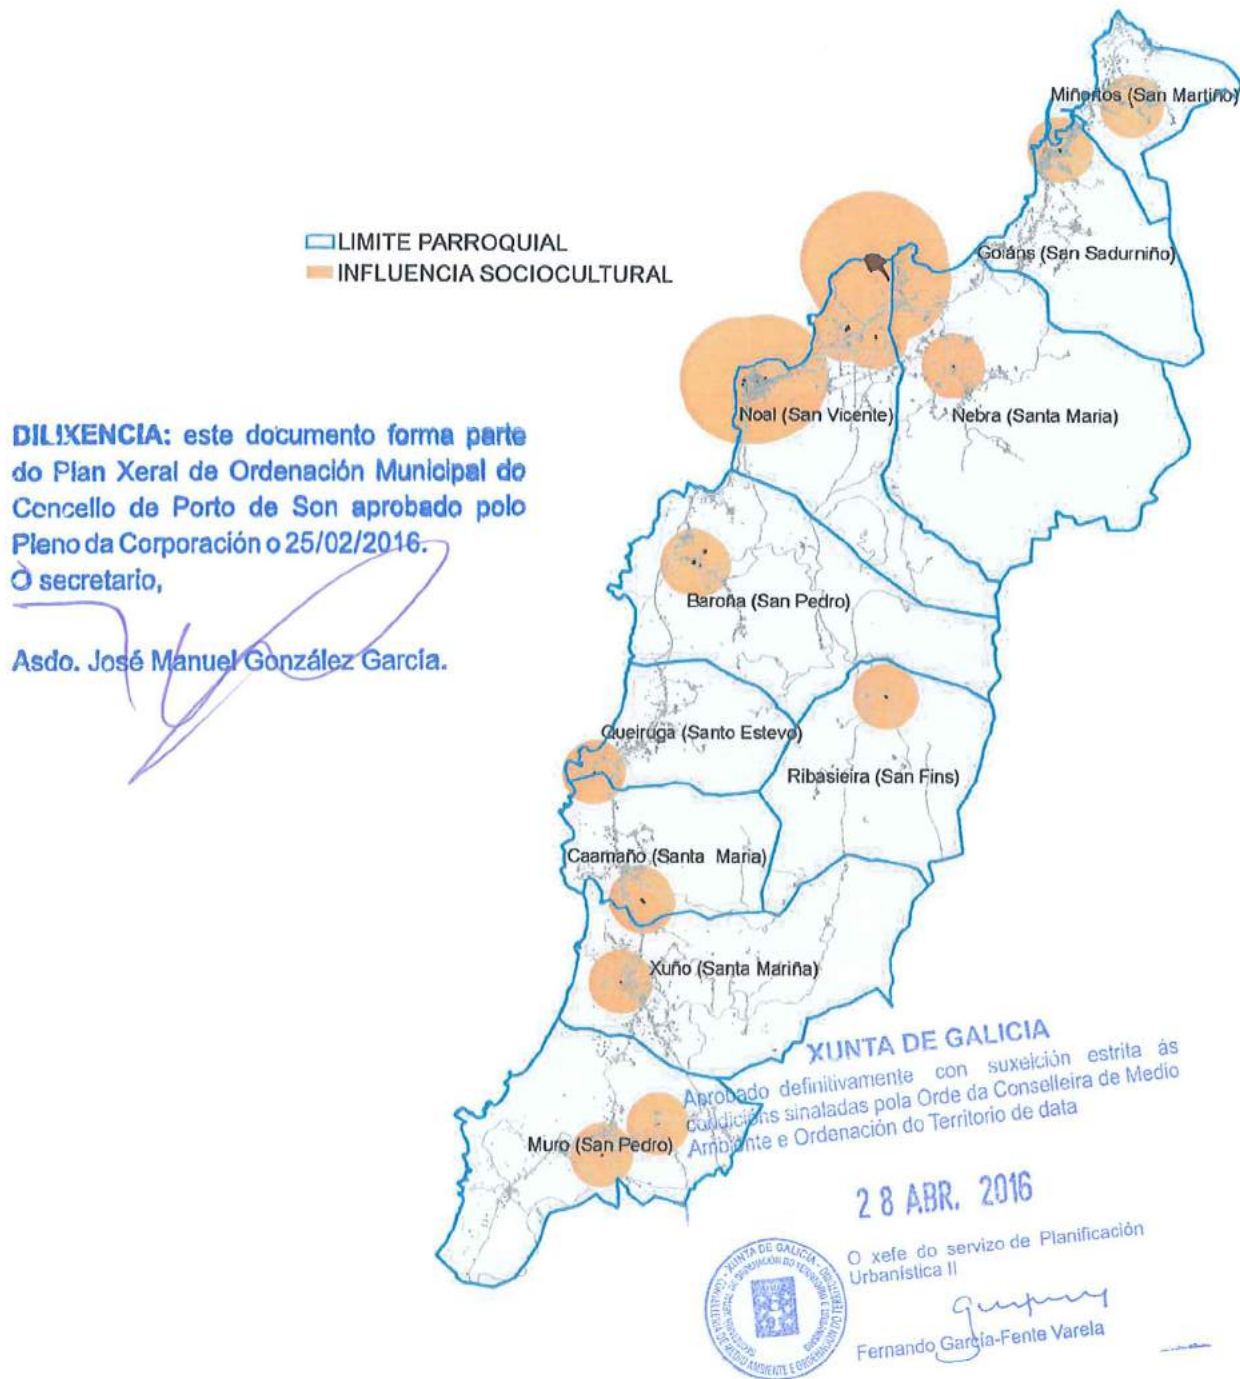 Miñortos (San Martiño)
LIMITE PARROQUIAL
INFLUENCIA SOCIOCULTURAL
Goiáns (San Sadurniño)
Noal (San Vicente)
Nebra (Santa Maria)
DILIXENCIA: este documento forma parte
do Plan Xeral de Ordenación Municipal do
Concello de Porto de Son aprobado polo
Pleno da Corporación o 25/02/2016.
O secretario,
Asdo. José Manuel González García.
Baroña (San Pedro)
Queiruga (Santo Estevo)
Ribasieira (San Fins)
Caamaño (Santa Maria)
Xuño (Santa Mariña)
Muro (San Pedro)
XUNTA DE GALICIA
Aprobado definitivamente con suxeición estrita ás
condicións sinaladas pola Orde da Conselleira de Medio
Ambiente e Ordenación do Territorio de data
28 ABR. 2016
O xefe do servizo de Planificación
Urbanística II
Fernando García-Fente Varela
XUNTA DE GALICIA